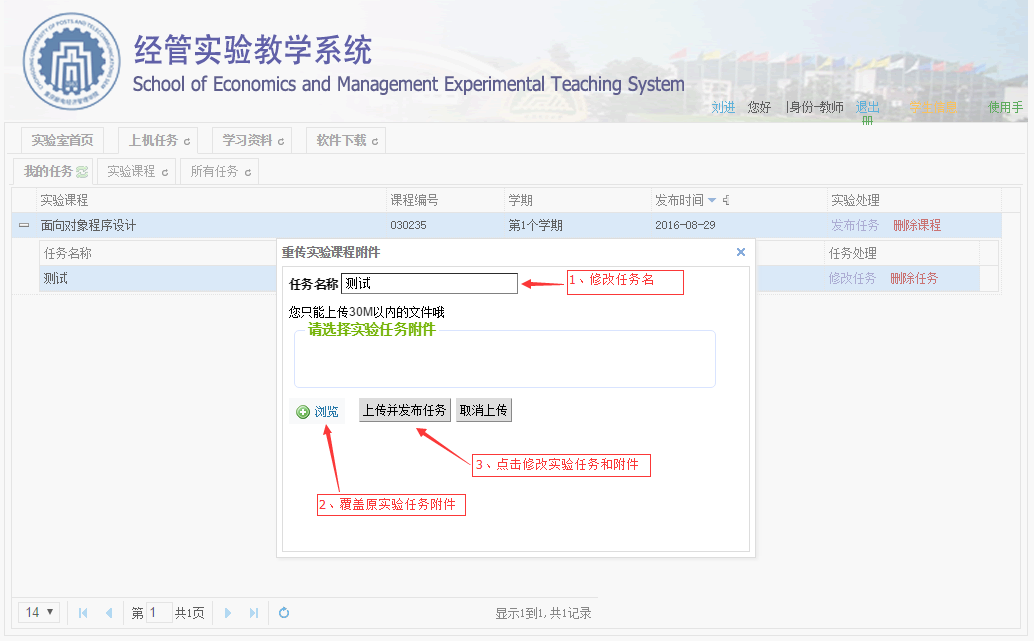 经管实验教学系统
School of Economics and Management Experimental Teaching System
刘进 您好 |身份-教师 退出 使用手
册
实验室首页 上机任务 学习资料 软件下载
我的任务 实验课程 所有任务
实验课程 课程编号 学期 发布时间 实验处理
面向对象程序设计 030235 第1个学期 2016-08-29 发布任务 删除课程
任务名称 任务处理
测试 修改任务 删除任务
重传实验课程附件
任务名称 测试
1、修改任务名
您只能上传30M以内的文件哦
请选择实验任务附件
浏览 上传并发布任务 取消上传
3、点击修改实验任务和附件
2、覆盖原实验任务附件
14 第 1 共1页 显示1到1,共1记录